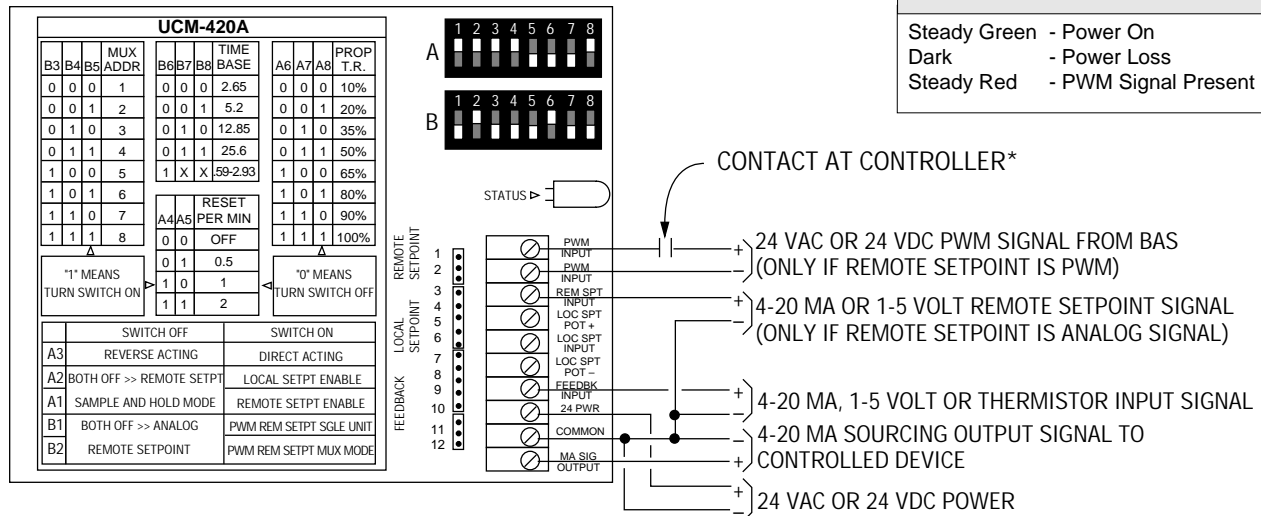 UCM-420A
B3 B4 B5 MUX ADDR
0 0 0 1
0 0 1 2
0 1 0 3
0 1 1 4
1 0 0 5
1 0 1 6
1 1 0 7
1 1 1 8
B6 B7 B8 TIME BASE
0 0 0 2.65
0 0 1 5.2
0 1 0 12.85
0 1 1 25.6
1 X X .59-2.93
A4 A5 RESET PER MIN
0 0 OFF
0 1 0.5
1 0 1
1 1 2
A6 A7 A8 PROP T.R.
0 0 0 10%
0 0 1 20%
0 1 0 35%
0 1 1 50%
1 0 0 65%
1 0 1 80%
1 1 0 90%
1 1 1 100%
"1" MEANS
TURN SWITCH ON
"0" MEANS
TURN SWITCH OFF
SWITCH OFF SWITCH ON
A3 REVERSE ACTING DIRECT ACTING
A2 BOTH OFF >> REMOTE SETPT LOCAL SETPT ENABLE
A1 SAMPLE AND HOLD MODE REMOTE SETPT ENABLE
B1 BOTH OFF >> ANALOG PWM REM SETPT SGLE UNIT
B2 REMOTE SETPOINT PWM REM SETPT MUX MODE
A
1 2 3 4 5 6 7 8
B
1 2 3 4 5 6 7 8
STATUS
REMOTE
SETPOINT
LOCAL
SETPOINT
FEEDBACK
1
2
3
4
5
6
7
8
9
10
11
12
PWM
INPUT
PWM
INPUT
REM SPT
INPUT
LOC SPT
POT +
LOC SPT
INPUT
LOC SPT
POT –
FEEDBK
INPUT
24 PWR
COMMON
MA SIG
OUTPUT
Steady Green - Power On
Dark - Power Loss
Steady Red - PWM Signal Present
CONTACT AT CONTROLLER*
+ 24 VAC OR 24 VDC PWM SIGNAL FROM BAS
– (ONLY IF REMOTE SETPOINT IS PWM)
+ 4-20 MA OR 1-5 VOLT REMOTE SETPOINT SIGNAL
– (ONLY IF REMOTE SETPOINT IS ANALOG SIGNAL)
+
– 4-20 MA, 1-5 VOLT OR THERMISTOR INPUT SIGNAL
– 4-20 MA SOURCING OUTPUT SIGNAL TO
+ CONTROLLED DEVICE
+
– 24 VAC OR 24 VDC POWER